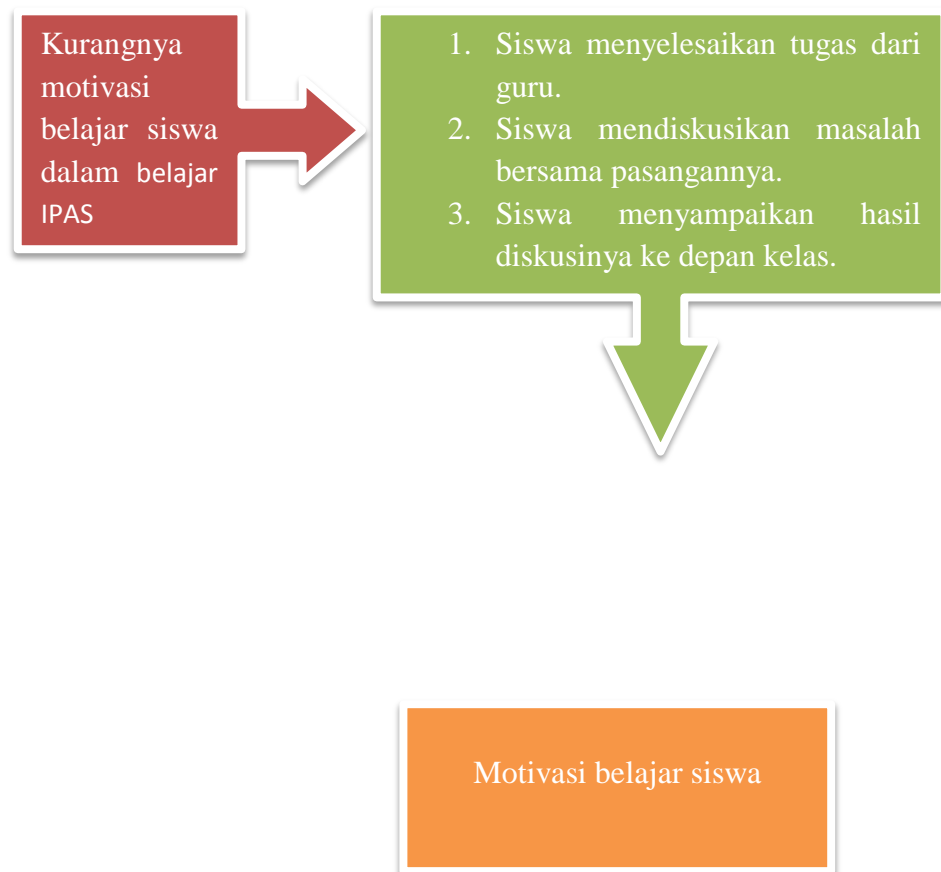 Kurangnya
motivasi
belajar siswa
dalam belajar
IPAS
1. Siswa menyelesaikan tugas dari
guru.
2. Siswa mendiskusikan masalah
bersama pasangannya.
3. Siswa menyampaikan hasil
diskusinya ke depan kelas.
Motivasi belajar siswa